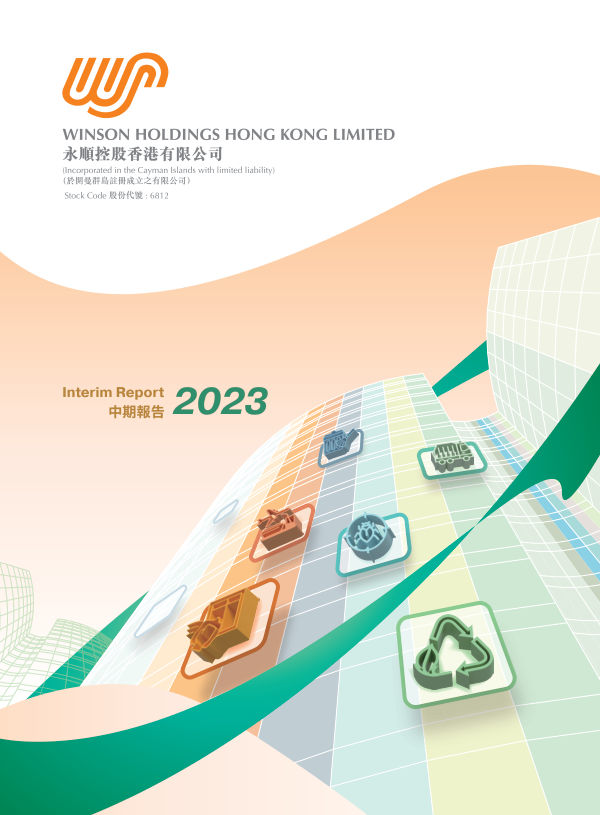 WINSON HOLDINGS HONG KONG LIMITED
永順控股香港有限公司
(Incorporated in the Cayman Islands with limited liability)
(於開曼群島註冊成立之有限公司)
Stock Code 股份代號 : 6812
Interim Report
中期報告
2023